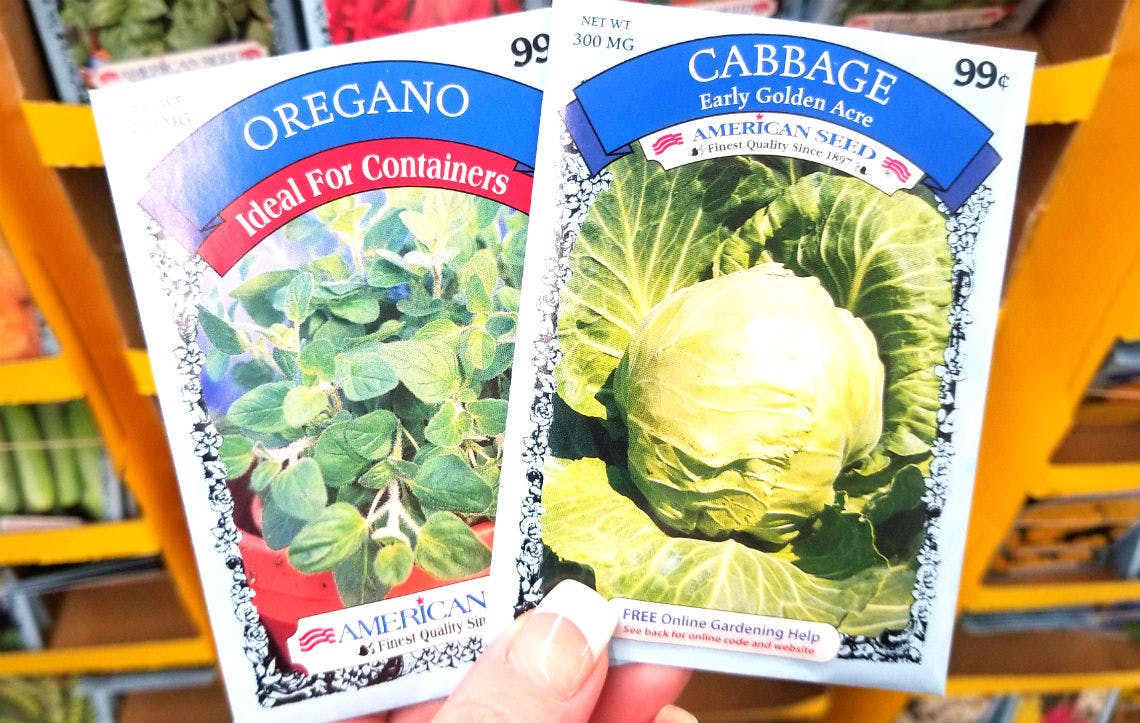 OREGANO
99
Ideal For Containers
AMERICAN
Finest Quality Sin
NET WT
300 MG
CABBAGE
99¢
Early Golden Acre
AMERICAN SEED
Finest Quality Since 1897
FREE Online Gardening Help
See back for online code and website